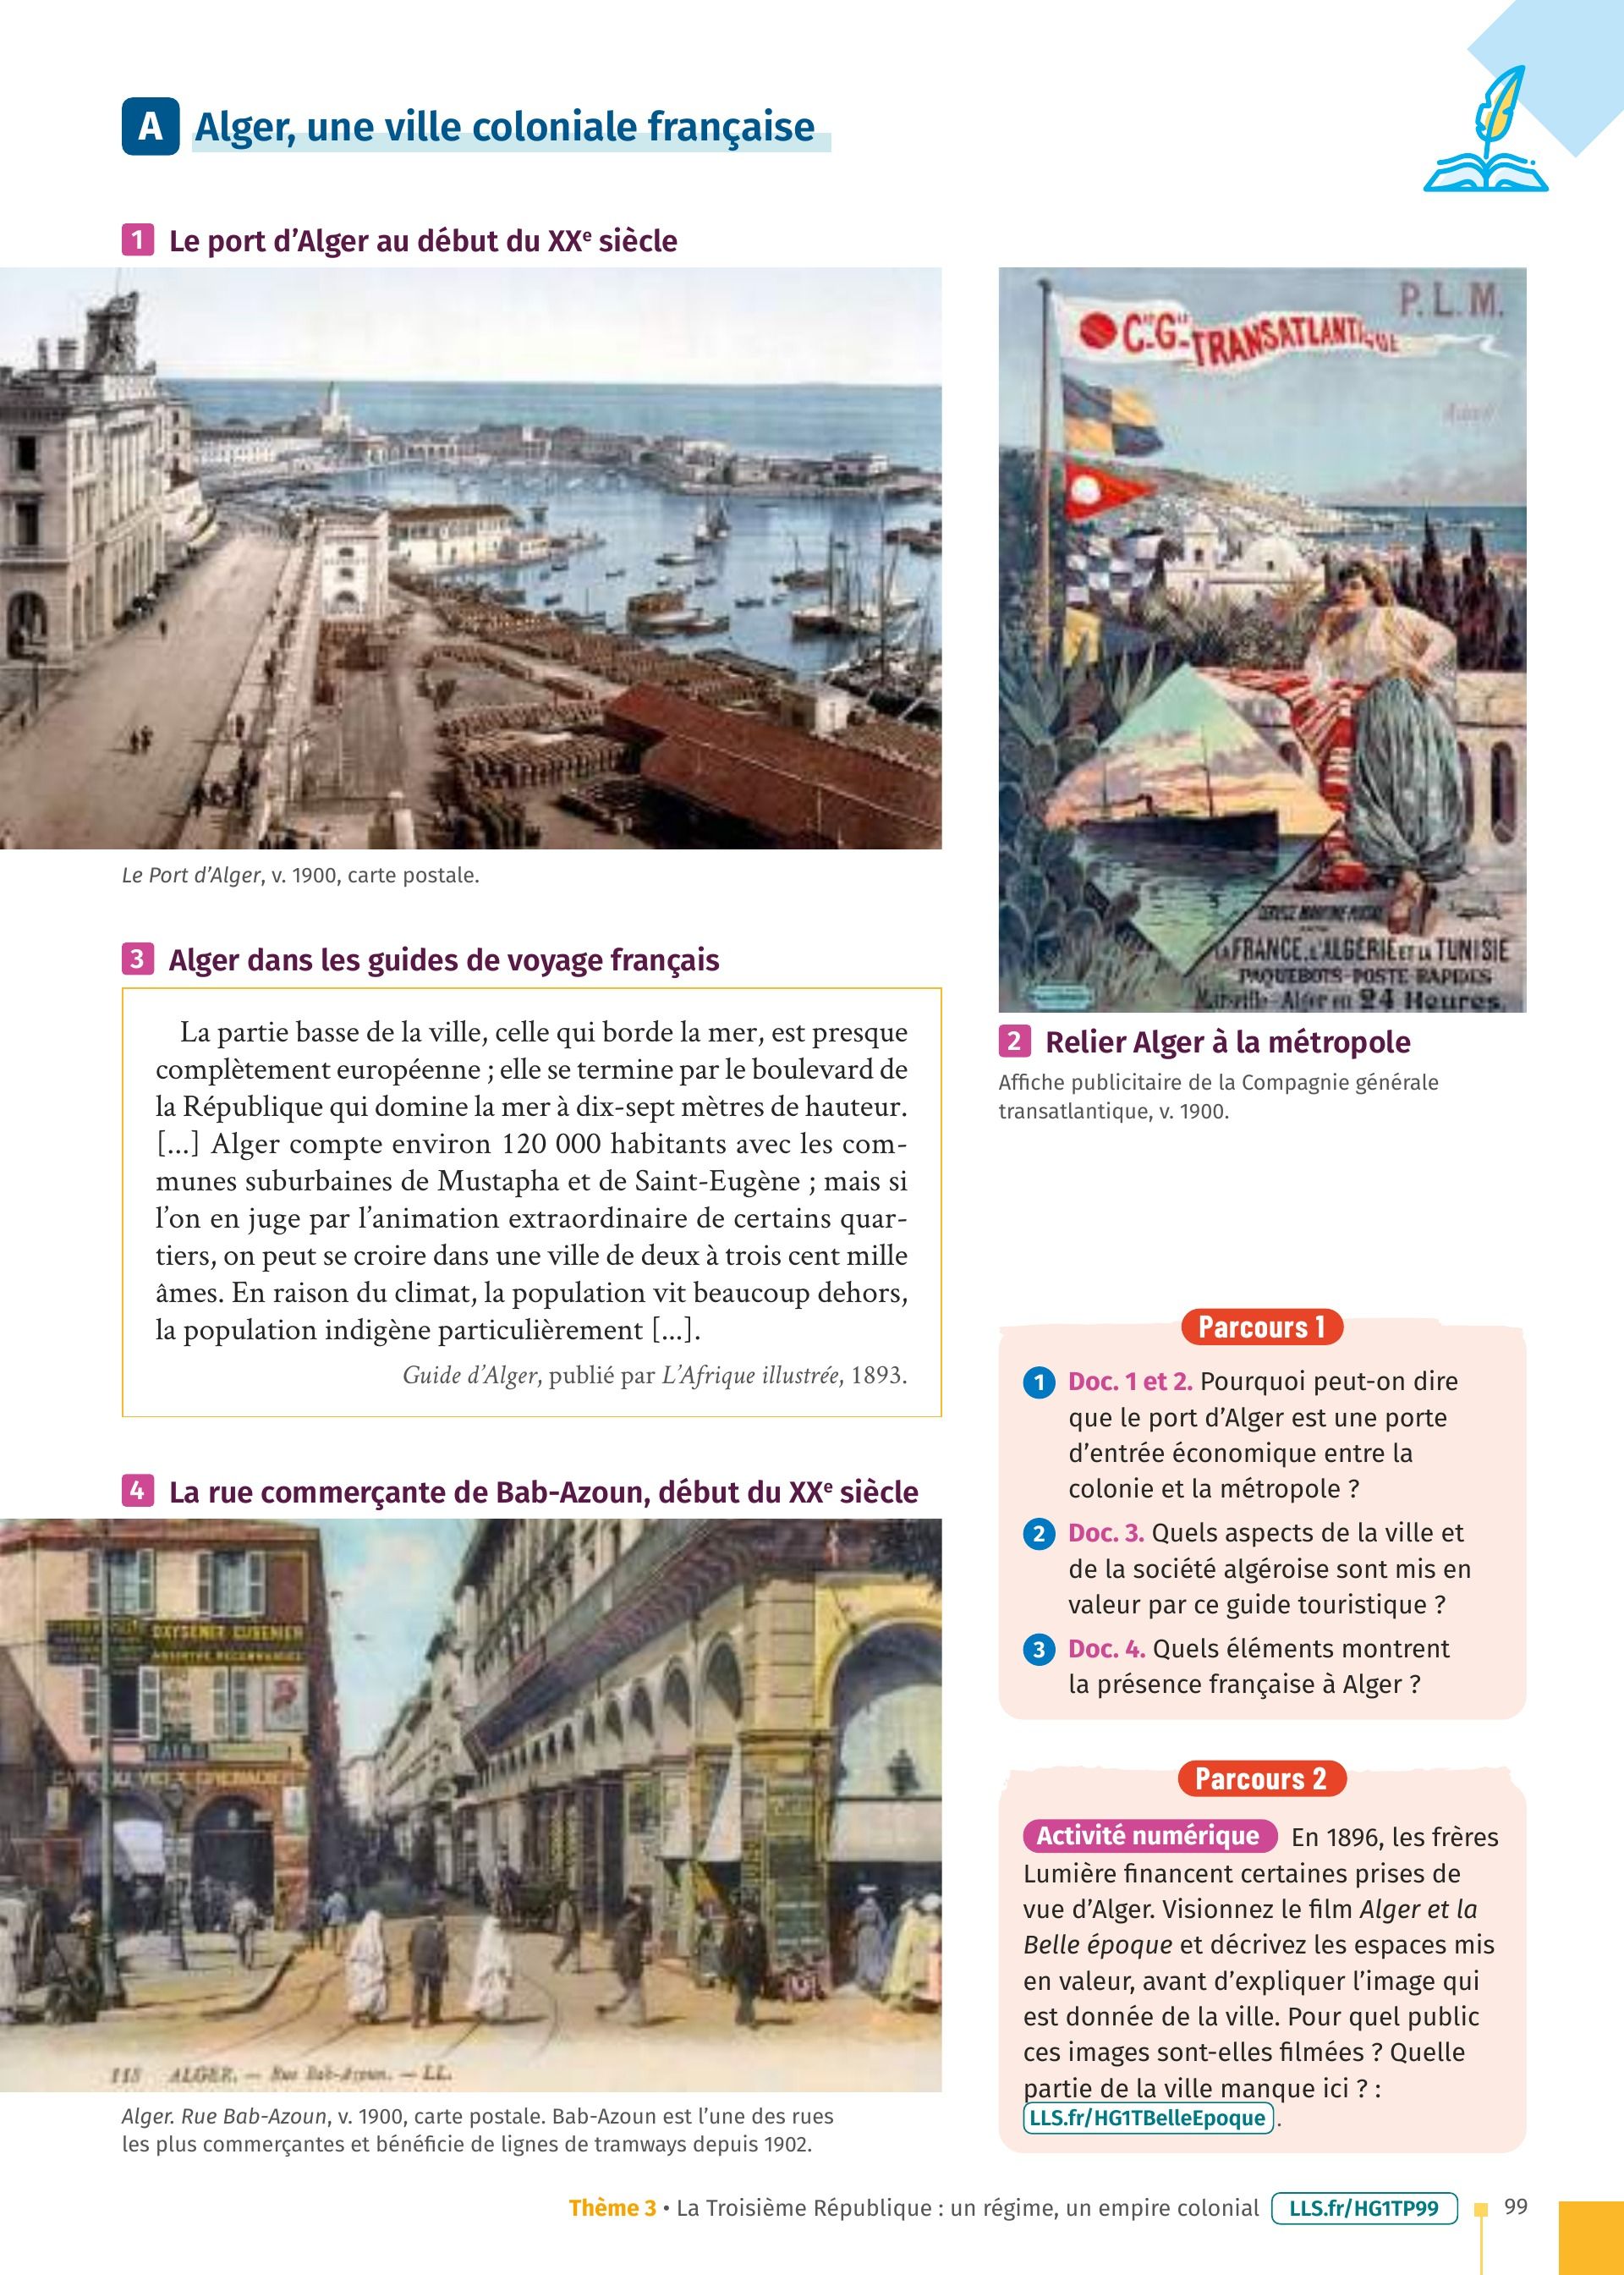 A Alger, une ville coloniale française
1 Le port d’Alger au début du XXe siècle
Le Port d’Alger, v. 1900, carte postale.
P.L.M.
Cie Gle TRANSATLANTIQUE
LA FRANCE, L'ALGÉRIE ET LA TUNISIE
PAQUEBOTS-POSTE RAPIDES
Marseille-Alger en 24 Heures.
2 Relier Alger à la métropole
Affiche publicitaire de la Compagnie générale
transatlantique, v. 1900.
3 Alger dans les guides de voyage français
La partie basse de la ville, celle qui borde la mer, est presque
complètement européenne ; elle se termine par le boulevard de
la République qui domine la mer à dix-sept mètres de hauteur.
[...] Alger compte environ 120 000 habitants avec les com-
munes suburbaines de Mustapha et de Saint-Eugène ; mais si
l’on en juge par l’animation extraordinaire de certains quar-
tiers, on peut se croire dans une ville de deux à trois cent mille
âmes. En raison du climat, la population vit beaucoup dehors,
la population indigène particulièrement [...].
Guide d’Alger, publié par L’Afrique illustrée, 1893.
4 La rue commerçante de Bab-Azoun, début du XXe siècle
OXYGENEE CUSENIER
115 ALGER. — Rue Bab-Azoun. — LL.
Alger. Rue Bab-Azoun, v. 1900, carte postale. Bab-Azoun est l’une des rues
les plus commerçantes et bénéficie de lignes de tramways depuis 1902.
Parcours 1
1 Doc. 1 et 2. Pourquoi peut-on dire
que le port d’Alger est une porte
d’entrée économique entre la
colonie et la métropole ?
2 Doc. 3. Quels aspects de la ville et
de la société algéroise sont mis en
valeur par ce guide touristique ?
3 Doc. 4. Quels éléments montrent
la présence française à Alger ?
Parcours 2
Activité numérique En 1896, les frères
Lumière financent certaines prises de
vue d’Alger. Visionnez le film Alger et la
Belle époque et décrivez les espaces mis
en valeur, avant d’expliquer l’image qui
est donnée de la ville. Pour quel public
ces images sont-elles filmées ? Quelle
partie de la ville manque ici ? :
LLS.fr/HG1TBelleEpoque .
Thème 3 • La Troisième République : un régime, un empire colonial LLS.fr/HG1TP99 99